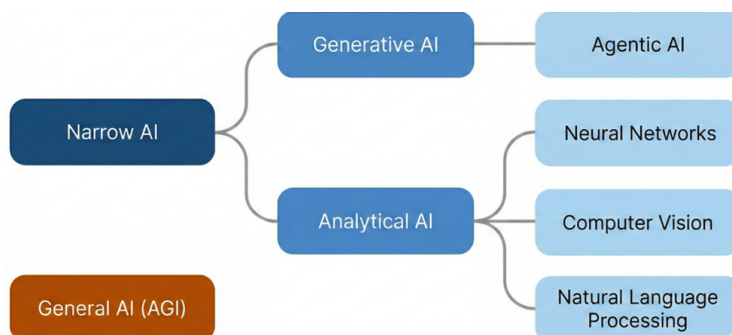 Generative AI
Agentic AI
Narrow AI
Neural Networks
Analytical AI
Computer Vision
General AI (AGI)
Natural Language
Processing